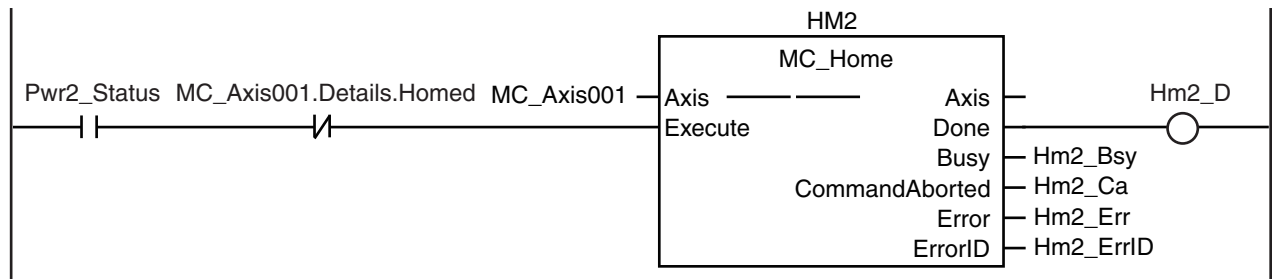 HM2
MC_Home
Pwr2_Status MC_Axis001.Details.Homed MC_Axis001 Axis Axis Hm2_D
Execute Done
Busy Hm2_Bsy
CommandAborted Hm2_Ca
Error Hm2_Err
ErrorID Hm2_ErrID